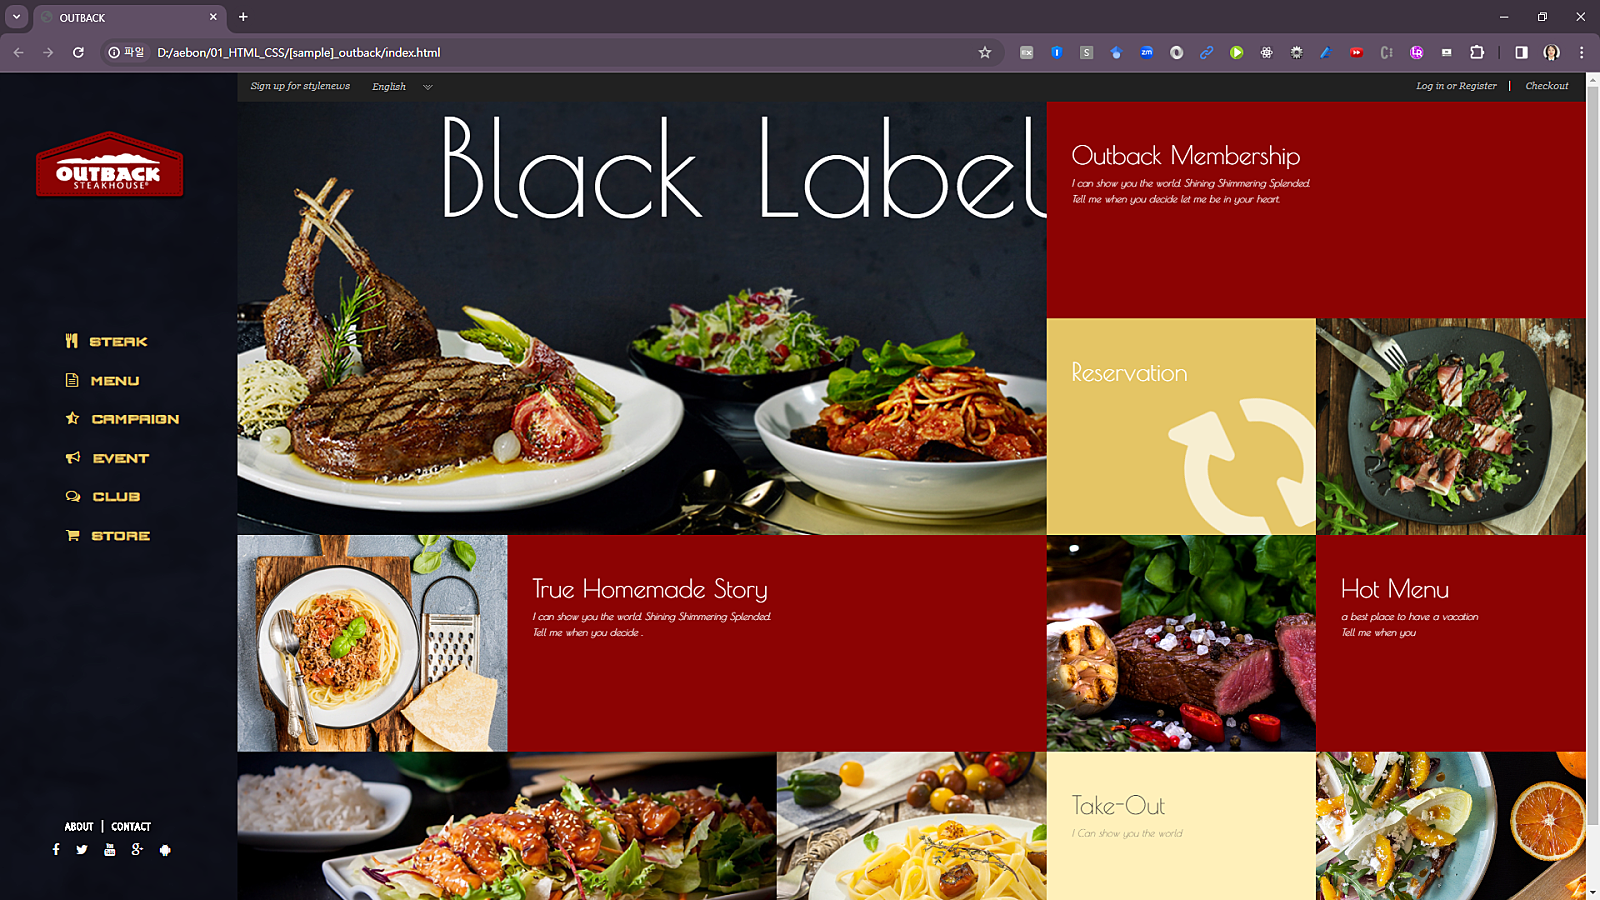 OUTBACK
파일
D:/aebon/01_HTML_CSS/[sample]_outback/index.html
Sign up for stylenews
English
Log in or Register
Checkout
OUTBACK
STEAKHOUSE®
STEAK
MENU
CAMPAIGN
EVENT
CLUB
STORE
ABOUT | CONTACT
Black Label
Outback Membership
I can show you the world. Shining Shimmering Splended.
Tell me when you decide let me be in your heart.
Reservation
True Homemade Story
I can show you the world. Shining Shimmering Splended.
Tell me when you decide .
Hot Menu
a best place to have a vacation
Tell me when you
Take-Out
I Can show you the world